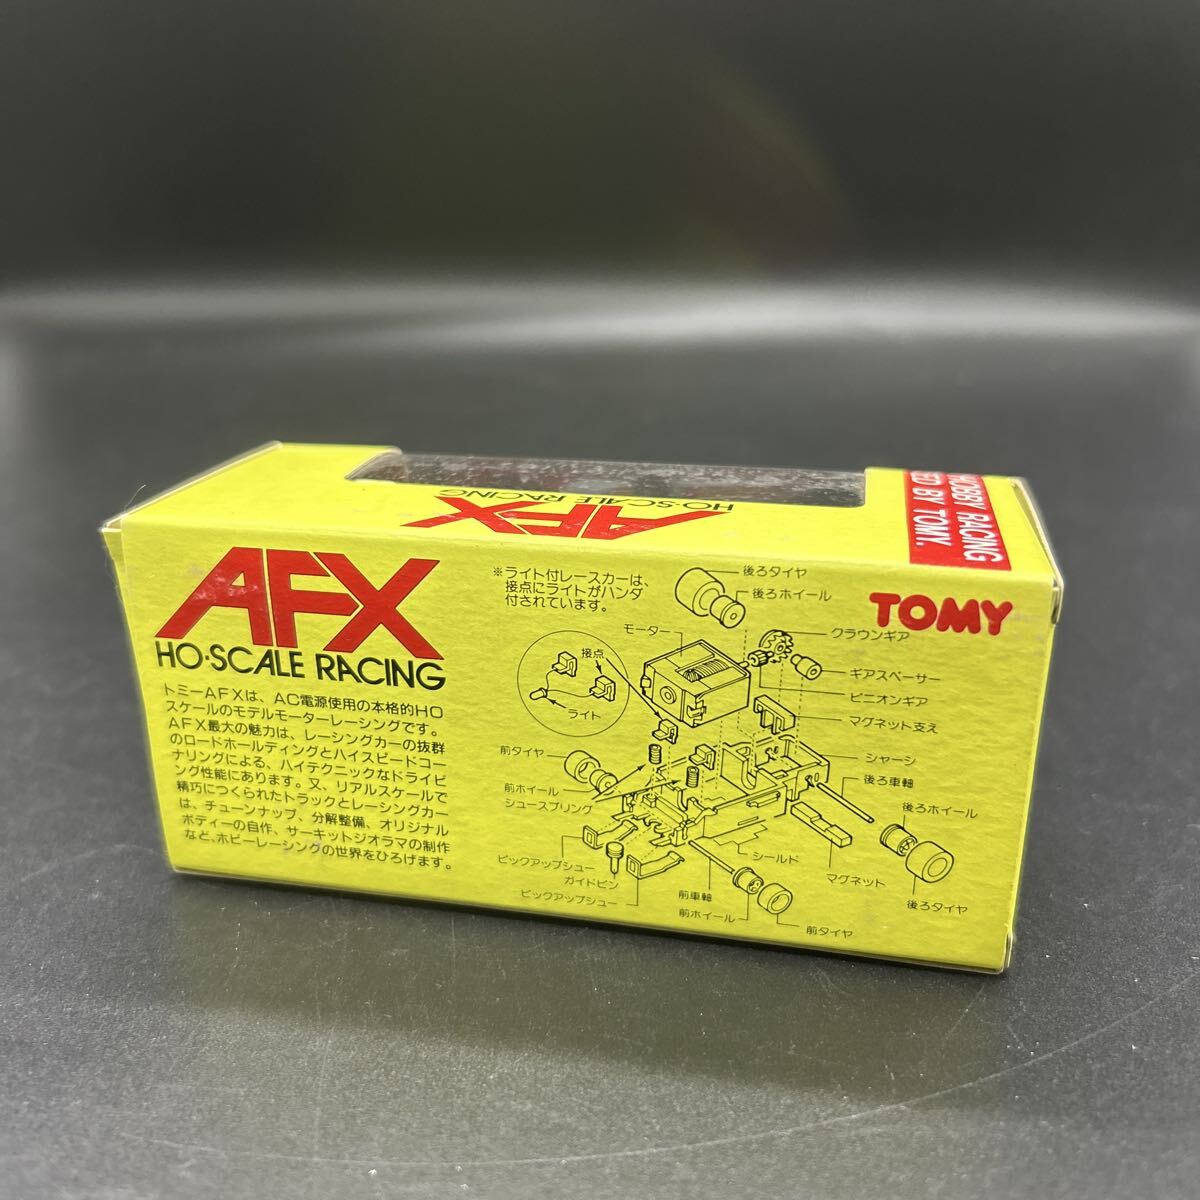 HOBBY RACING
ED BY TOMY.
AFX
HO·SCALE RACING
AFX
HO·SCALE RACING
トミーAFXは、AC電源使用の本格的HO
スケールのモデルモーターレーシングです。
AFX最大の魅力は、レーシングカーの抜群
のロードホールディングとハイスピードコー
ナリングによる、ハイテクニックなドライビ
ング性能にあります。又、リアルスケールで
精巧につくられたトラックとレーシングカー
は、チューンナップ、分解整備、オリジナル
ボディーの自作、サーキットジオラマの制作
など、ホビーレーシングの世界をひろげます。
※ライト付レースカーは、
接点にライトがハンダ
付されています。
TOMY
後ろタイヤ
後ろホイール
モーター
クラウンギア
接点
ギアスペーサー
ピニオンギア
ライト
マグネット支え
前タイヤ
シャーシ
後ろ車軸
前ホイール
シュースプリング
後ろホイール
ピックアップシュー
シールド
ガイドピン
マグネット
ピックアップシュー
前車軸
後ろタイヤ
前ホイール
前タイヤ